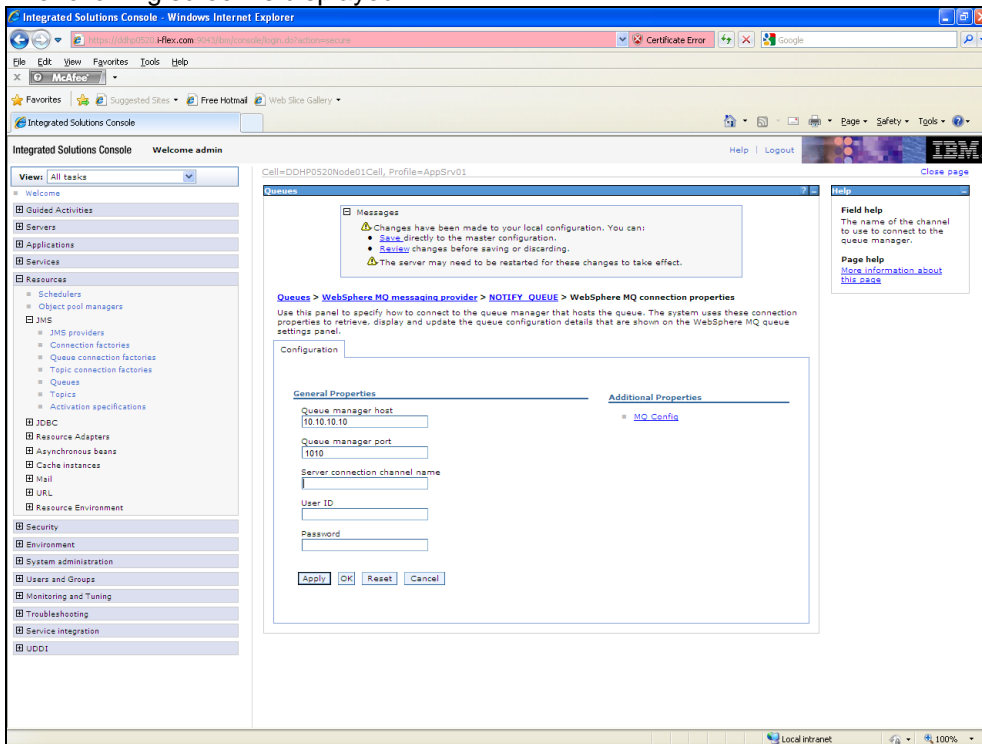 Integrated Solutions Console - Windows Internet Explorer
https://ddhp0520.i-flex.com:9043/ibm/console/login.do?action=secure
Certificate Error
Google
File Edit View Favorites Tools Help
McAfee
Favorites Suggested Sites Free Hotmail Web Slice Gallery
Integrated Solutions Console
Page Safety Tools
Integrated Solutions Console Welcome admin
Help | Logout
IBM
View: All tasks
Cell=DDHP0520Node01Cell, Profile=AppSrv01
Close page
Welcome
Guided Activities
Servers
Applications
Services
Resources
Schedulers
Object pool managers
JMS
JMS providers
Connection factories
Queue connection factories
Topic connection factories
Queues
Topics
Activation specifications
JDBC
Resource Adapters
Asynchronous beans
Cache instances
Mail
URL
Resource Environment
Security
Environment
System administration
Users and Groups
Monitoring and Tuning
Troubleshooting
Service integration
UDDI
Queues
Messages
Changes have been made to your local configuration. You can:
Save directly to the master configuration.
Review changes before saving or discarding.
The server may need to be restarted for these changes to take effect.
Queues > WebSphere MQ messaging provider > NOTIFY_QUEUE > WebSphere MQ connection properties
Use this panel to specify how to connect to the queue manager that hosts the queue. The system uses these connection
properties to retrieve, display and update the queue configuration details that are shown on the WebSphere MQ queue
settings panel.
Configuration
General Properties
Queue manager host
10.10.10.10
Queue manager port
1010
Server connection channel name
User ID
Password
Apply OK Reset Cancel
Additional Properties
MQ Config
Help
Field help
The name of the channel
to use to connect to the
queue manager.
Page help
More information about
this page
Local intranet
100%